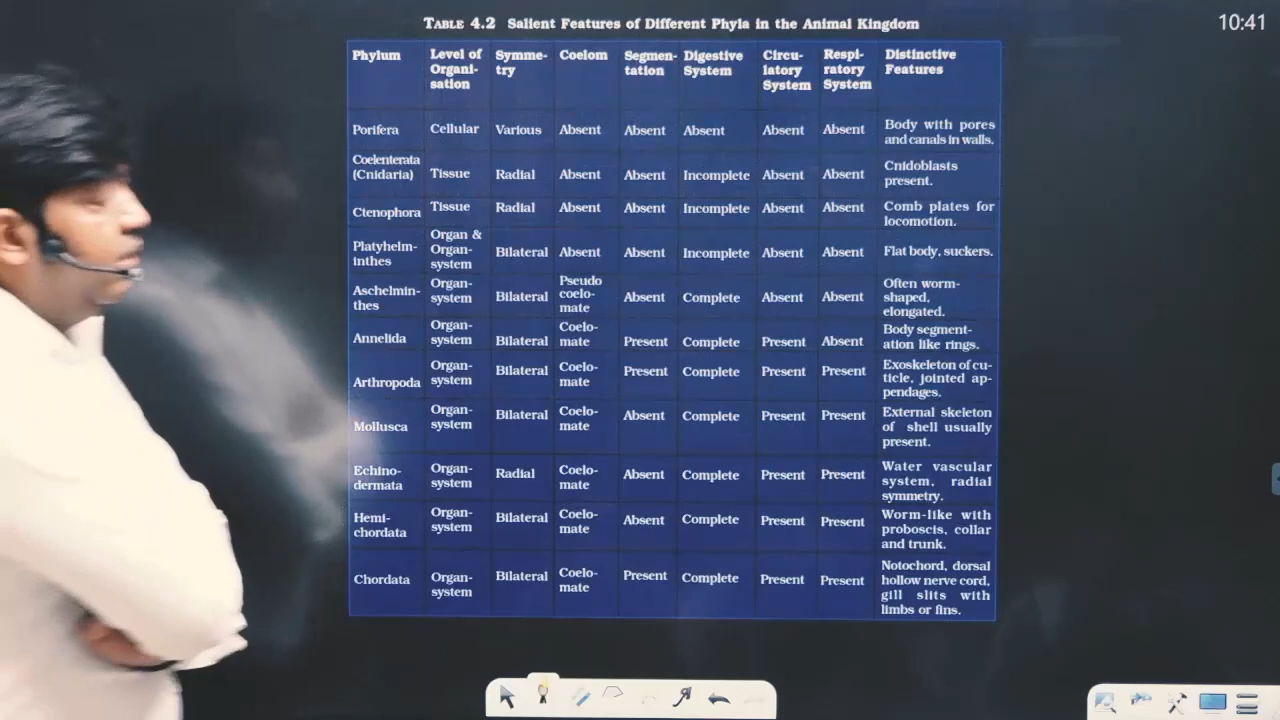 TABLE 4.2 Salient Features of Different Phyla in the Animal Kingdom
10:41
Phylum Level of Organi-sation Symme-try Coelom Segmen-tation Digestive System Circu-latory System Respi-ratory System Distinctive Features
Porifera Cellular Various Absent Absent Absent Absent Absent Body with pores and canals in walls.
Coelenterata (Cnidaria) Tissue Radial Absent Absent Incomplete Absent Absent Cnidoblasts present.
Ctenophora Tissue Radial Absent Absent Incomplete Absent Absent Comb plates for locomotion.
Platyhelm-inthes Organ & Organ-system Bilateral Absent Absent Incomplete Absent Absent Flat body, suckers.
Aschelmin-thes Organ-system Bilateral Pseudo coelo-mate Absent Complete Absent Absent Often worm-shaped, elongated.
Annelida Organ-system Bilateral Coelo-mate Present Complete Present Absent Body segment-ation like rings.
Arthropoda Organ-system Bilateral Coelo-mate Present Complete Present Present Exoskeleton of cu-ticle, jointed ap-pendages.
Mollusca Organ-system Bilateral Coelo-mate Absent Complete Present Present External skeleton of shell usually present.
Echino-dermata Organ-system Radial Coelo-mate Absent Complete Present Present Water vascular system, radial symmetry.
Hemi-chordata Organ-system Bilateral Coelo-mate Absent Complete Present Present Worm-like with proboscis, collar and trunk.
Chordata Organ-system Bilateral Coelo-mate Present Complete Present Present Notochord, dorsal hollow nerve cord, gill slits with limbs or fins.